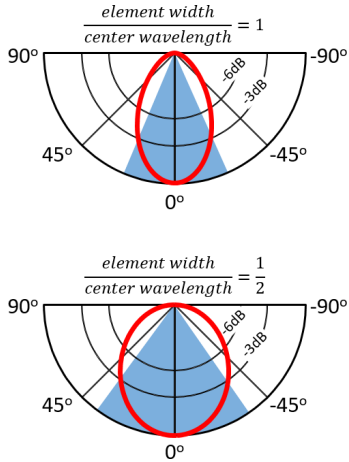 element width
center wavelength = 1
90º -90º
-6dB
-3dB
45º -45º
0º
element width 1
center wavelength = 2
90º -90º
-6dB
-3dB
45º -45º
0º